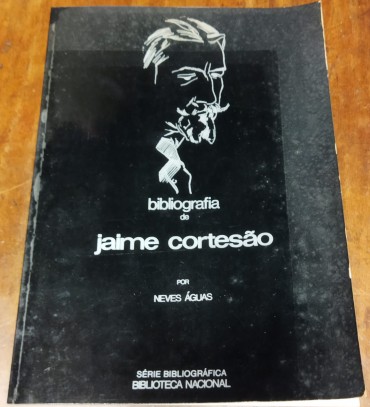 bibliografia
de
jaime cortesão
POR
NEVES ÁGUAS
SÉRIE BIBLIOGRÁFICA
BIBLIOTECA NACIONAL